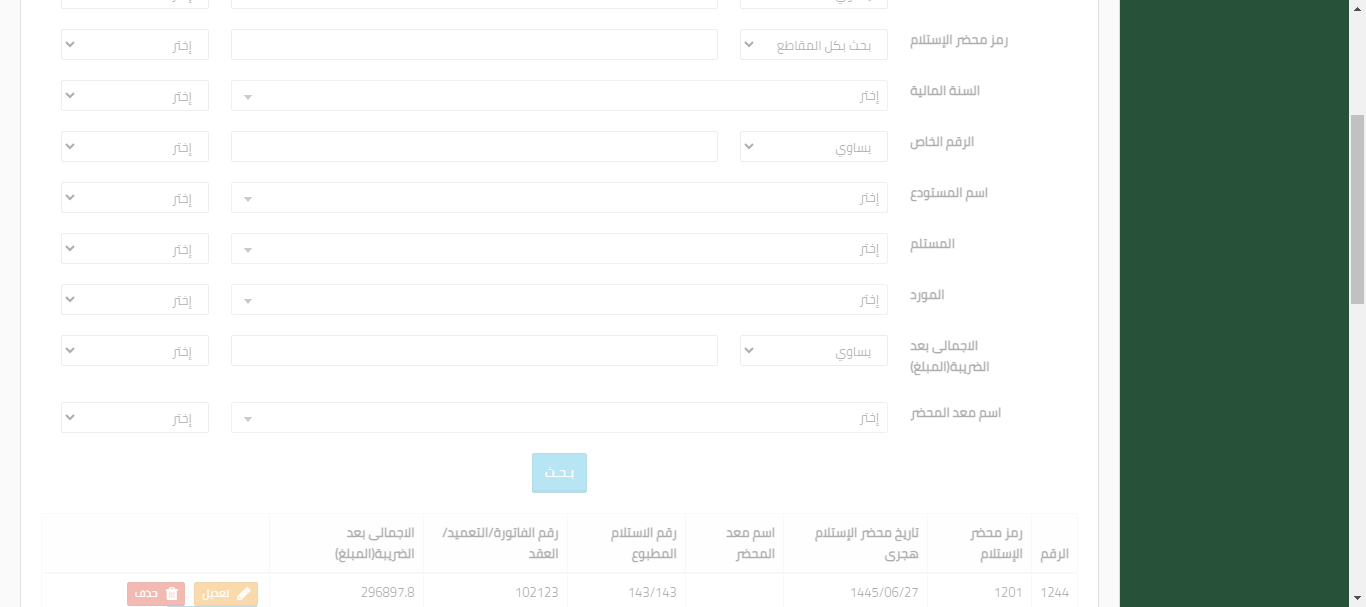 رمز محضر الإستلام بحث بكل المقاطع إختر
السنة المالية إختر إختر
الرقم الخاص يساوي إختر
اسم المستودع إختر إختر
المستلم إختر إختر
المورد إختر إختر
الاجمالى بعد الضريبة(المبلغ) يساوي إختر
اسم معد المحضر إختر إختر
بـحـث
الرقم رمز محضر الإستلام تاريخ محضر الإستلام هجرى اسم معد المحضر رقم الاستلام المطبوع رقم الفاتورة/التعميد/العقد الاجمالى بعد الضريبة(المبلغ)
1244 1201 1445/06/27 143/143 102123 296897.8 تعديل حذف